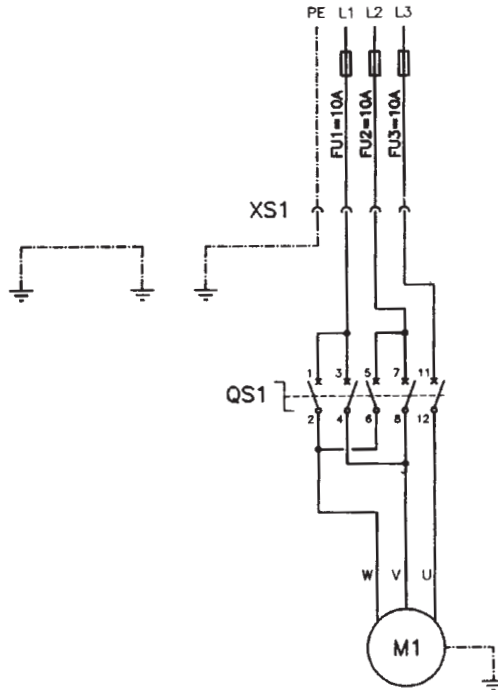 PE L1 L2 L3
FU1=10A
FU2=10A
FU3=10A
XS1
1 3 5 7 11
QS1
2 4 6 8 12
W V U
M1